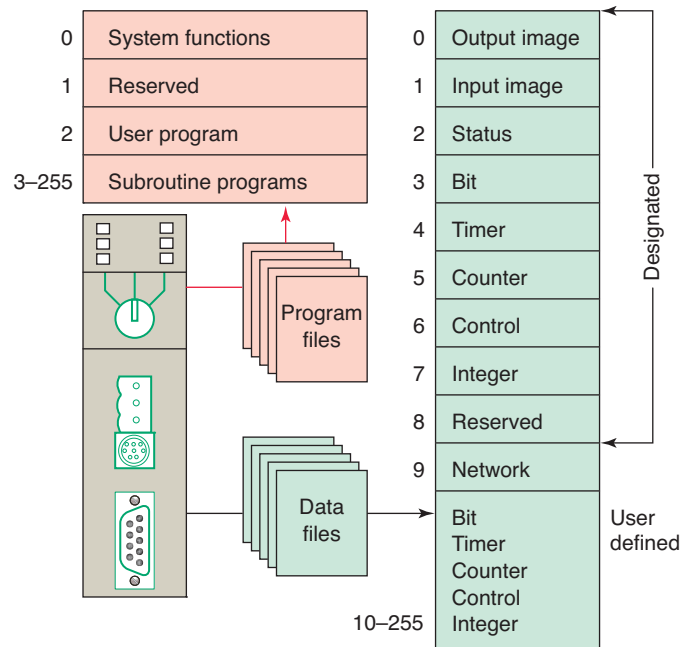 0 System functions
1 Reserved
2 User program
3–255 Subroutine programs
Program
files
Data
files
0 Output image
1 Input image
2 Status
3 Bit
4 Timer
5 Counter
6 Control
7 Integer
8 Reserved
9 Network
Bit
Timer
Counter
Control
10–255 Integer
Designated
User
defined